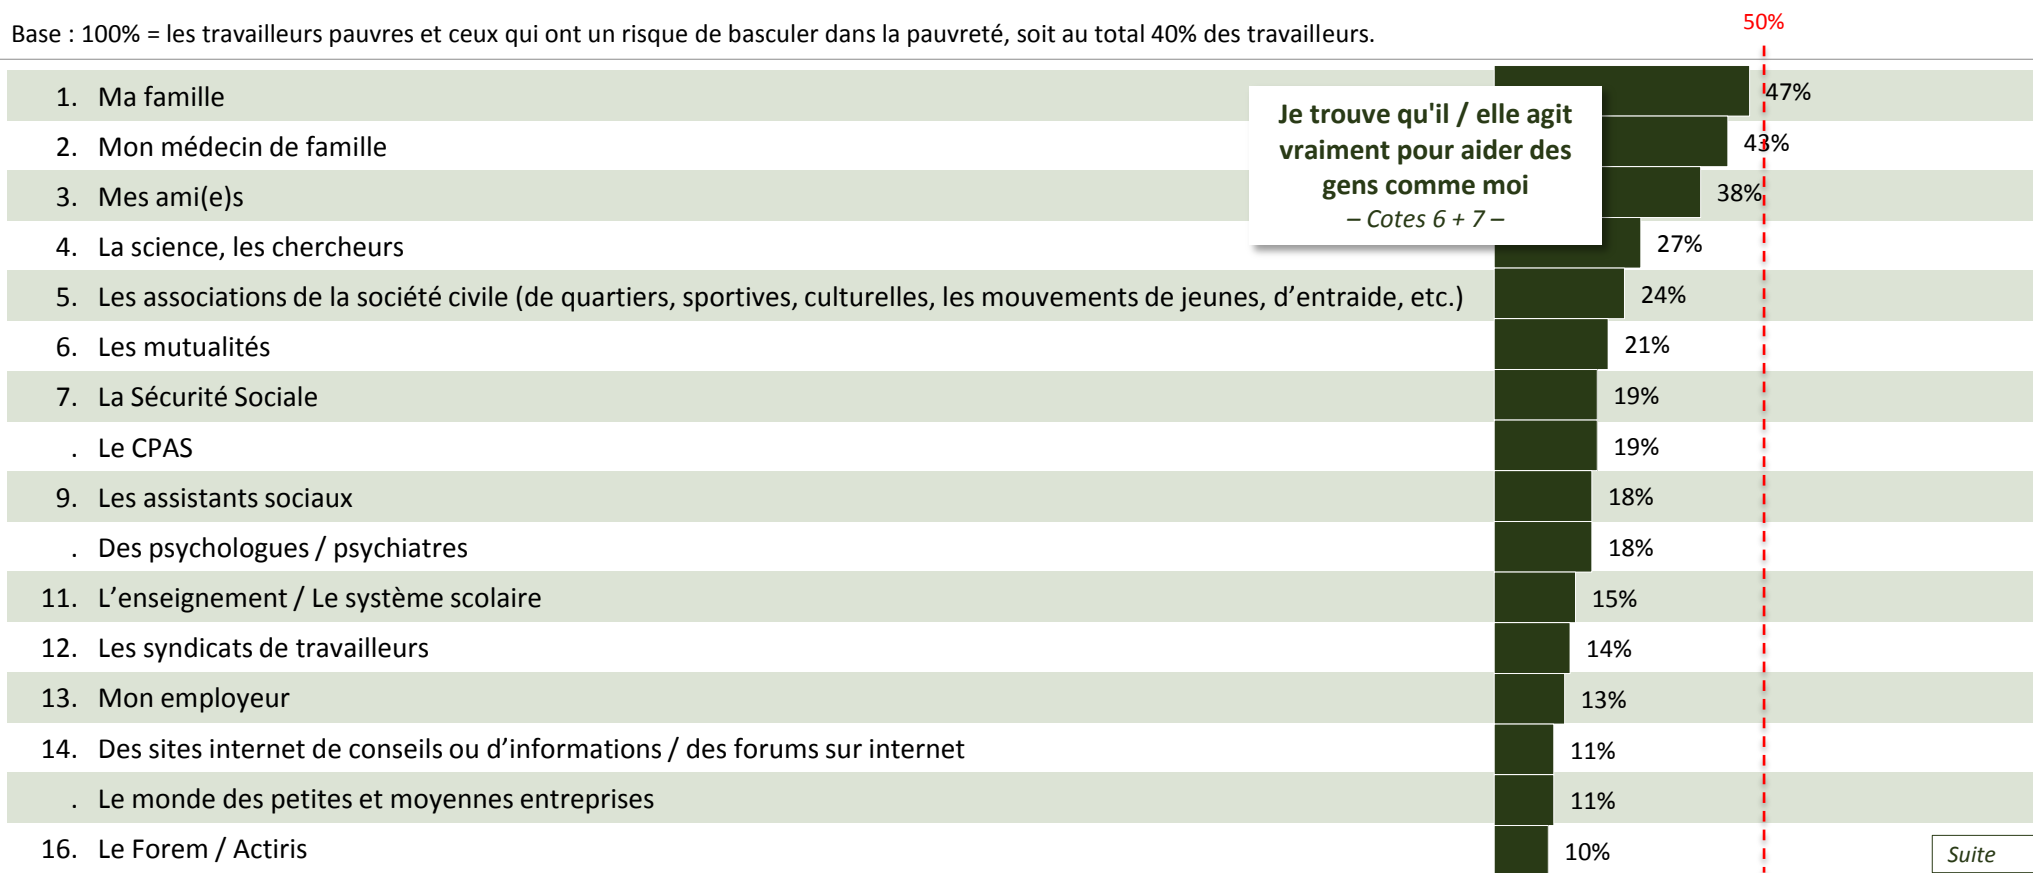 50%
Base : 100% = les travailleurs pauvres et ceux qui ont un risque de basculer dans la pauvreté, soit au total 40% des travailleurs.
Je trouve qu'il / elle agit
vraiment pour aider des
gens comme moi
– Cotes 6 + 7 –
1. Ma famille 47%
2. Mon médecin de famille 43%
3. Mes ami(e)s 38%
4. La science, les chercheurs 27%
5. Les associations de la société civile (de quartiers, sportives, culturelles, les mouvements de jeunes, d’entraide, etc.) 24%
6. Les mutualités 21%
7. La Sécurité Sociale 19%
. Le CPAS 19%
9. Les assistants sociaux 18%
. Des psychologues / psychiatres 18%
11. L’enseignement / Le système scolaire 15%
12. Les syndicats de travailleurs 14%
13. Mon employeur 13%
14. Des sites internet de conseils ou d’informations / des forums sur internet 11%
. Le monde des petites et moyennes entreprises 11%
16. Le Forem / Actiris 10%
Suite